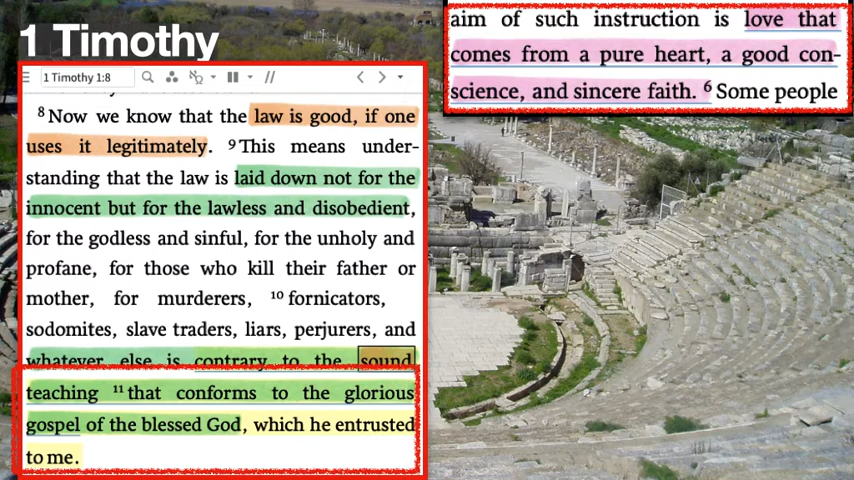 1 Timothy
1 Timothy 1:8
8 Now we know that the law is good, if one
uses it legitimately. 9 This means under-
standing that the law is laid down not for the
innocent but for the lawless and disobedient,
for the godless and sinful, for the unholy and
profane, for those who kill their father or
mother, for murderers, 10 fornicators,
sodomites, slave traders, liars, perjurers, and
whatever else is contrary to the sound
teaching 11 that conforms to the glorious
gospel of the blessed God, which he entrusted
to me.
aim of such instruction is love that
comes from a pure heart, a good con-
science, and sincere faith. 6 Some people